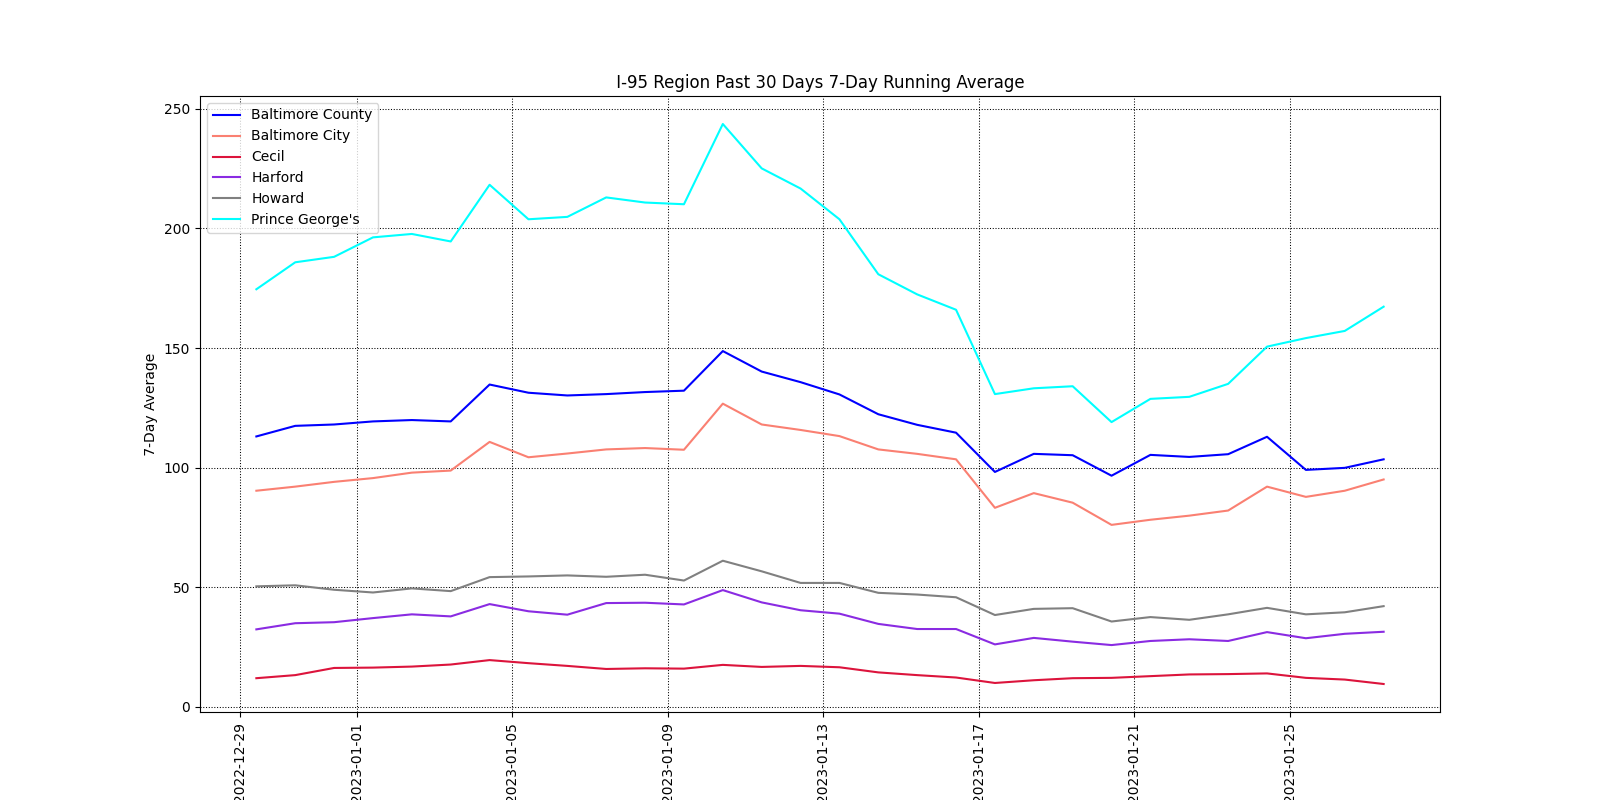 I-95 Region Past 30 Days 7-Day Running Average
250
200
150
100
50
0
7-Day Average
Baltimore County
Baltimore City
Cecil
Harford
Howard
Prince George's
2022-12-29
2023-01-01
2023-01-05
2023-01-09
2023-01-13
2023-01-17
2023-01-21
2023-01-25